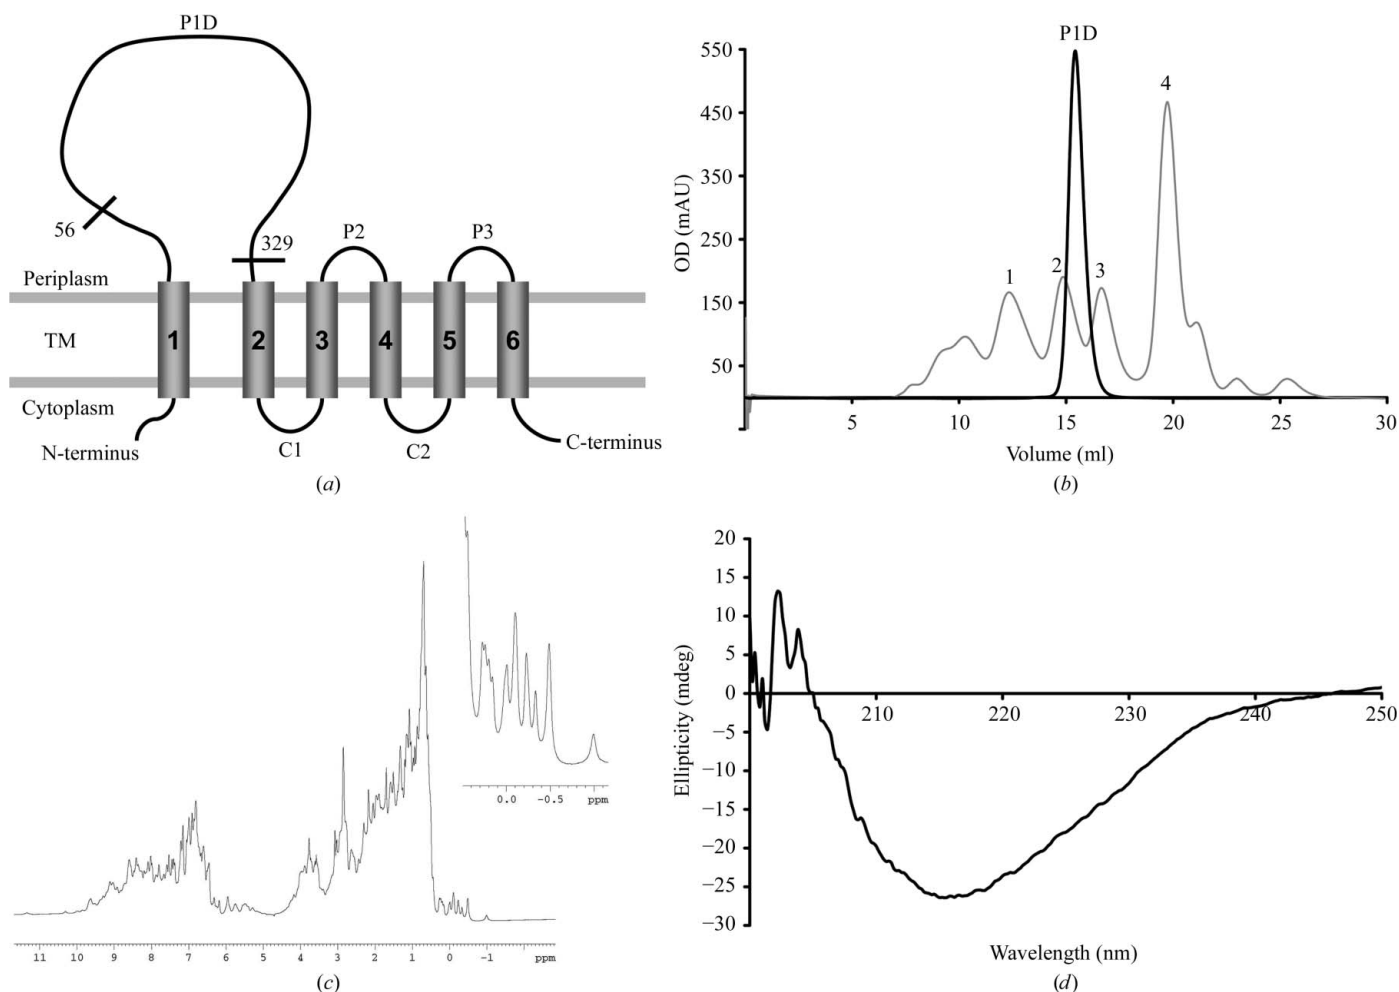 P1D
56
329
P2
P3
Periplasm
TM
1 2 3 4 5 6
Cytoplasm
N-terminus
C1
C2
C-terminus
(a)
P1D
550
450
350
250
150
50
OD (mAU)
1
2
3
4
5 10 15 20 25 30
Volume (ml)
(b)
0.0 -0.5 ppm
11 10 9 8 7 6 5 4 3 2 1 0 -1 ppm
(c)
20
15
10
5
0
−5
−10
−15
−20
−25
−30
Ellipticity (mdeg)
210 220 230 240 250
Wavelength (nm)
(d)